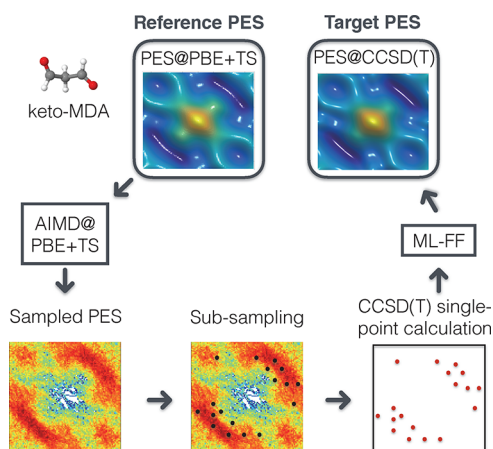 Reference PES
Target PES
PES@PBE+TS
PES@CCSD(T)
keto-MDA
AIMD@
PBE+TS
ML-FF
Sampled PES
Sub-sampling
CCSD(T) single-
point calculation